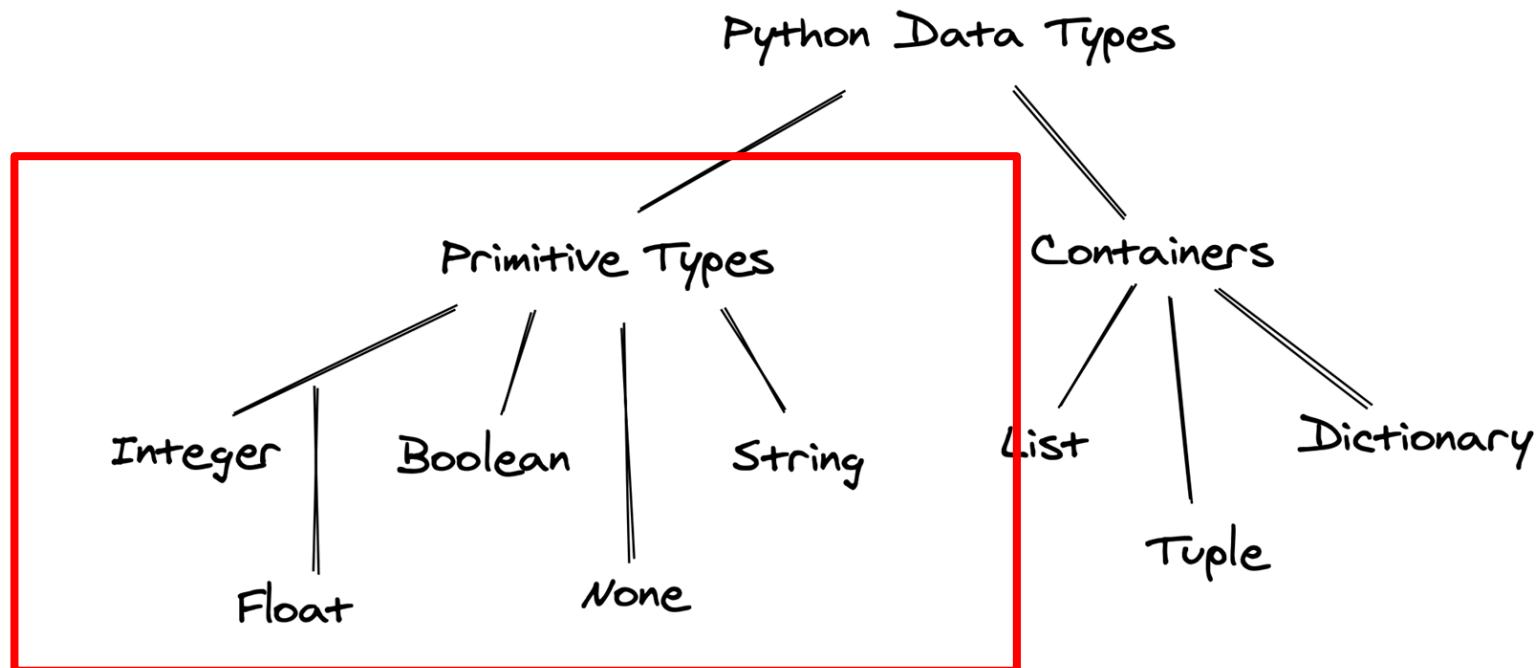 Python Data Types
Primitive Types
Containers
Integer
Boolean
String
List
Dictionary
Float
None
Tuple